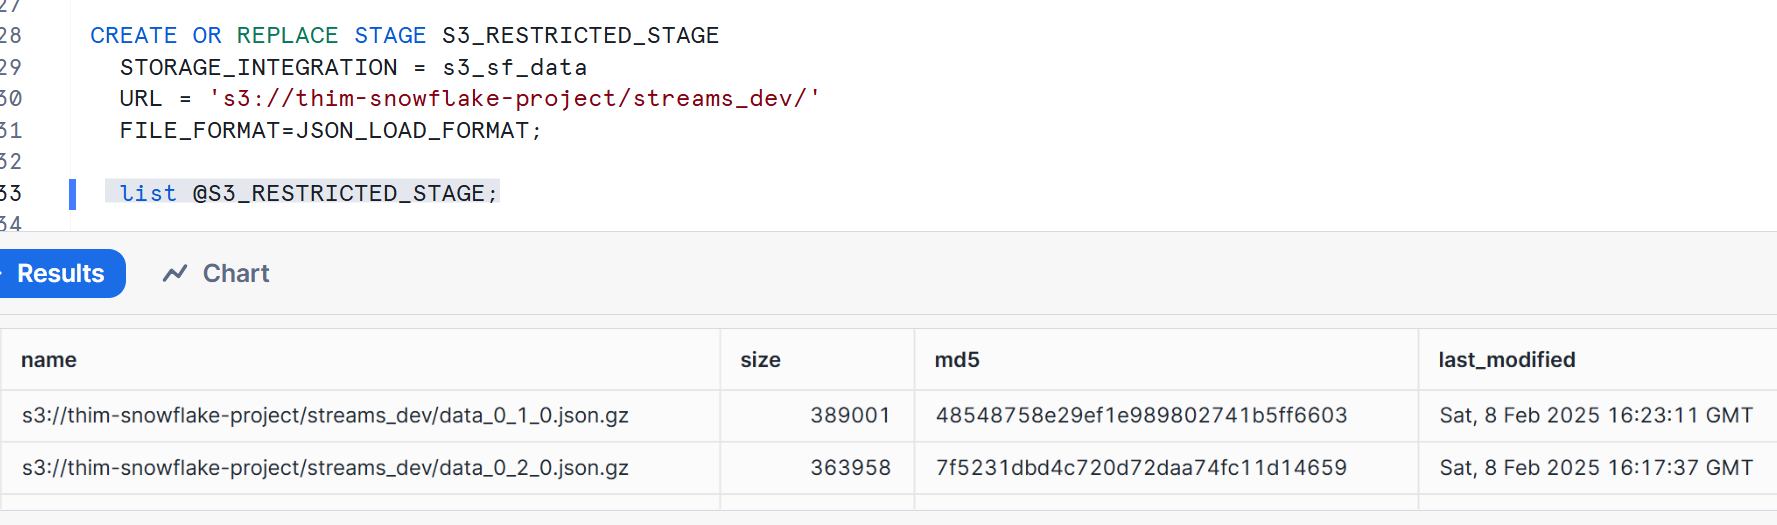 27
28 CREATE OR REPLACE STAGE S3_RESTRICTED_STAGE
29 STORAGE_INTEGRATION = s3_sf_data
30 URL = 's3://thim-snowflake-project/streams_dev/'
31 FILE_FORMAT=JSON_LOAD_FORMAT;
32
33 list @S3_RESTRICTED_STAGE;
34
Results Chart
name size md5 last_modified
s3://thim-snowflake-project/streams_dev/data_0_1_0.json.gz 389001 48548758e29ef1e989802741b5ff6603 Sat, 8 Feb 2025 16:23:11 GMT
s3://thim-snowflake-project/streams_dev/data_0_2_0.json.gz 363958 7f5231dbd4c720d72daa74fc11d14659 Sat, 8 Feb 2025 16:17:37 GMT